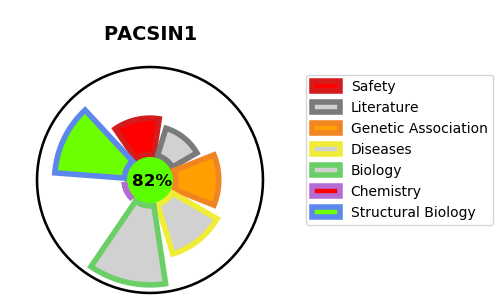 PACSIN1
82%
Safety
Literature
Genetic Association
Diseases
Biology
Chemistry
Structural Biology